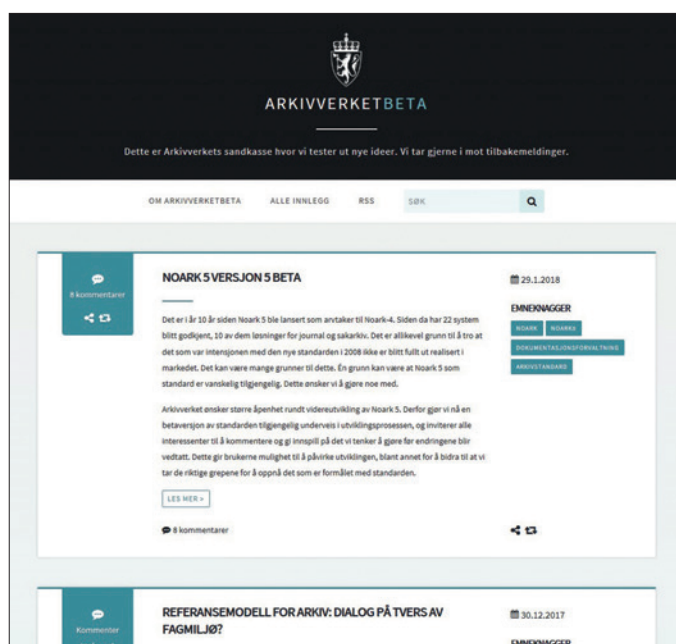 ARKIVVERKETBETA
Dette er Arkivverkets sandkasse hvor vi tester ut nye ideer. Vi tar gjerne i mot tilbakemeldinger.
OM ARKIVVERKETBETA ALLE INNLEGG RSS SØK
8 kommentarer
NOARK 5 VERSJON 5 BETA
Det er i år 10 år siden Noark 5 ble lansert som arvtaker til Noark-4. Siden da har 22 system
blitt godkjent, 10 av dem løsninger for journal og sakarkiv. Det er allikevel grunn til å tro at
det som var intensjonen med den nye standarden i 2008 ikke er blitt fullt ut realisert i
markedet. Det kan være mange grunner til dette. Én grunn kan være at Noark 5 som
standard er vanskelig tilgjengelig. Dette ønsker vi å gjøre noe med.
Arkivverket ønsker større åpenhet rundt videreutvikling av Noark 5. Derfor gjør vi nå en
betaversjon av standarden tilgjengelig underveis i utviklingsprosessen, og inviterer alle
interessenter til å kommentere og gi innspill på det vi tenker å gjøre før endringene blir
vedtatt. Dette gir brukerne mulighet til å påvirke utviklingen, blant annet for å bidra til at vi
tar de riktige grepene for å oppnå det som er formålet med standarden.
LES MER »
8 kommentarer
29.1.2018
EMNEKNAGGER
NOARK NOARK5
DOKUMENTASJONSFORVALTNING
ARKIVSTANDARD
Kommenter
REFERANSEMODELL FOR ARKIV: DIALOG PÅ TVERS AV
FAGMILJØ?
30.12.2017
EMNEKNAGGER